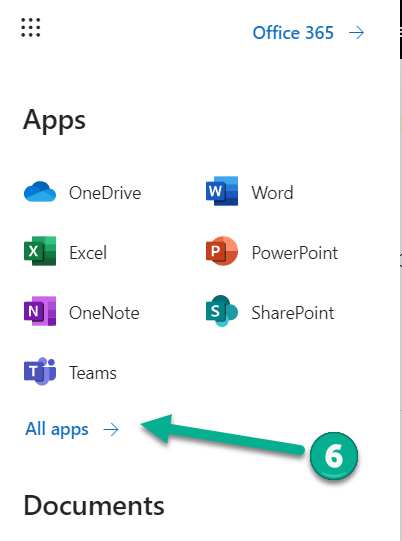 Office 365 →
Apps
OneDrive
W Word
X Excel
P PowerPoint
N OneNote
S SharePoint
T Teams
All apps →
6
Documents